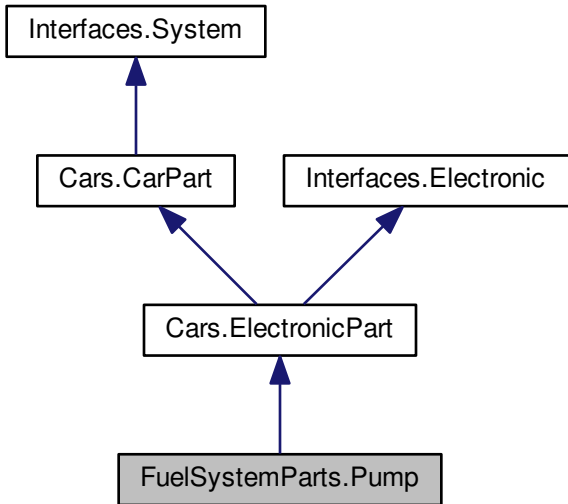 Interfaces.System
Cars.CarPart
Interfaces.Electronic
Cars.ElectronicPart
FuelSystemParts.Pump